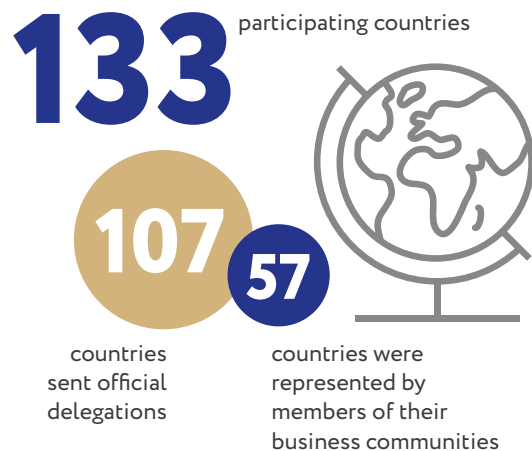 133 participating countries
107
57
countries
sent official
delegations
countries were
represented by
members of their
business communities